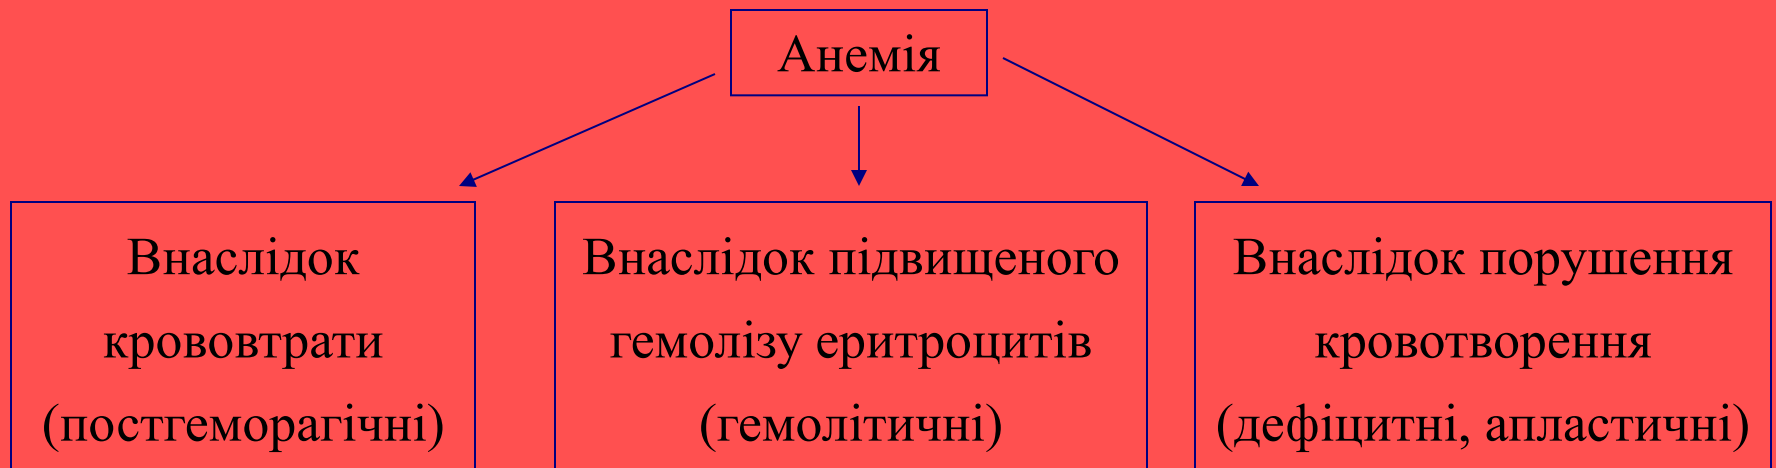 Анемія
Внаслідок
крововтрати
(постгеморагічні)
Внаслідок підвищеного
гемолізу еритроцитів
(гемолітичні)
Внаслідок порушення
кровотворення
(дефіцитні, апластичні)